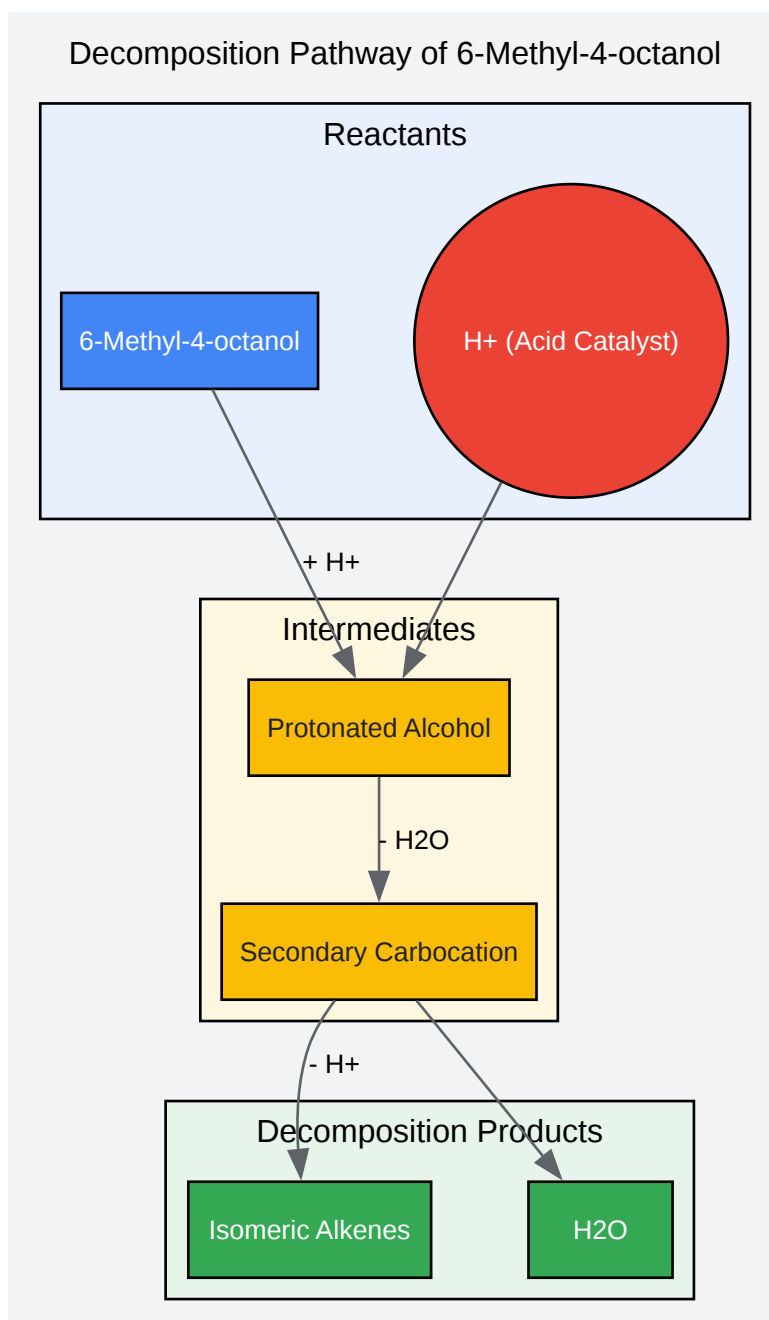 Decomposition Pathway of 6-Methyl-4-octanol
Reactants
6-Methyl-4-octanol
H+ (Acid Catalyst)
+ H+
Intermediates
Protonated Alcohol
- H2O
Secondary Carbocation
- H+
Decomposition Products
Isomeric Alkenes
H2O